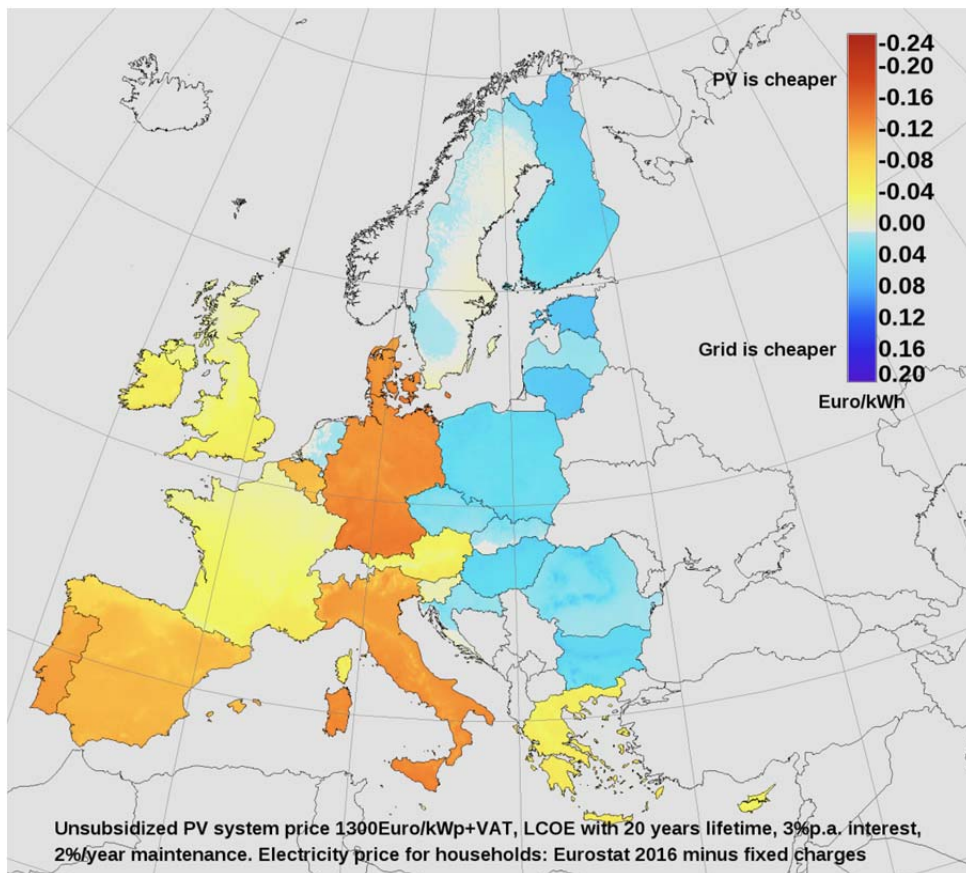 -0.24
-0.20
PV is cheaper
-0.16
-0.12
-0.08
-0.04
0.00
0.04
0.08
0.12
Grid is cheaper
0.16
0.20
Euro/kWh
Unsubsidized PV system price 1300Euro/kWp+VAT, LCOE with 20 years lifetime, 3%p.a. interest,
2%/year maintenance. Electricity price for households: Eurostat 2016 minus fixed charges